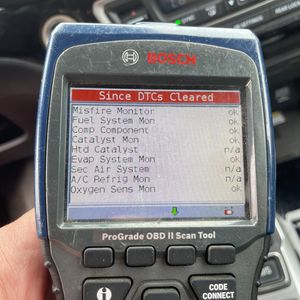 BOSCH
Since DTCs Cleared
Misfire Monitor ok
Fuel System Mon ok
Comp Component ok
Catalyst Mon ok
Htd Catalyst n/a
Evap System Mon ok
Sec Air System n/a
A/C Refrig Mon n/a
Oxygen Sens Mon ok
ProGrade OBD II Scan Tool
i
CODE
CONNECT